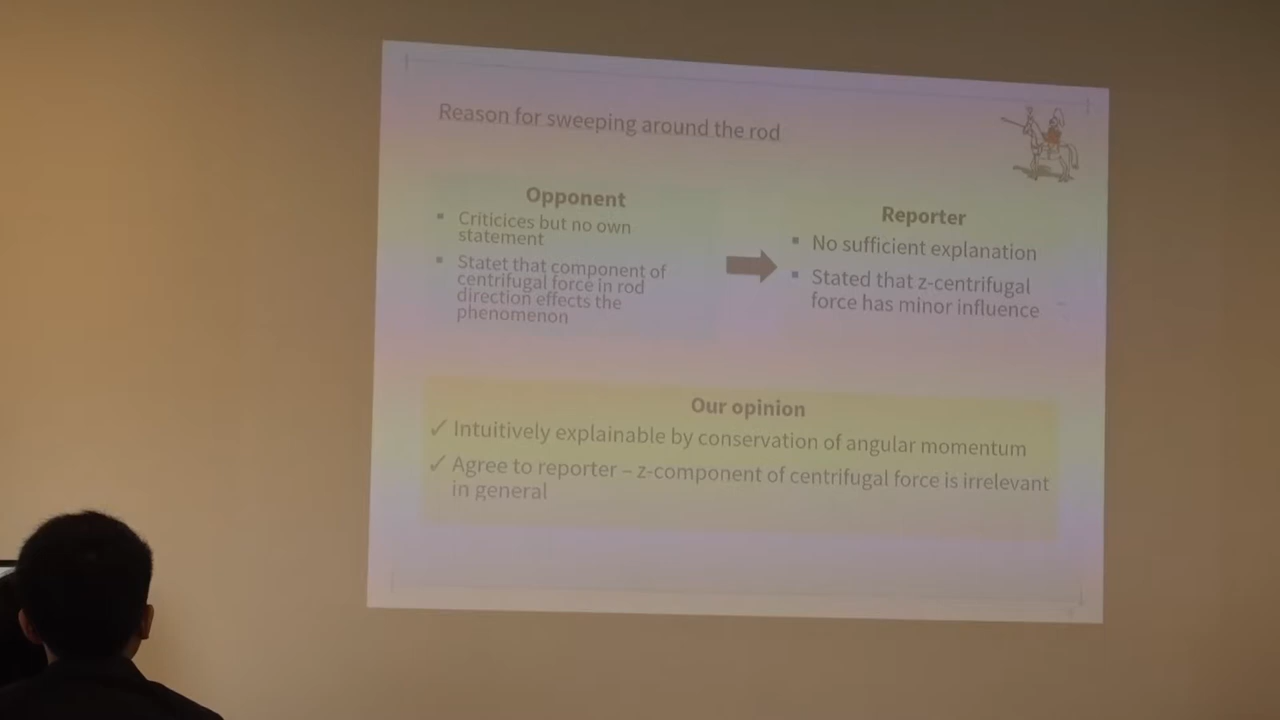 Reason for sweeping around the rod
Opponent
▪ Criticices but no own
statement
▪ Statet that component of
centrifugal force in rod
direction effects the
phenomenon
Reporter
▪ No sufficient explanation
▪ Stated that z-centrifugal
force has minor influence
Our opinion
✓ Intuitively explainable by conservation of angular momentum
✓ Agree to reporter – z-component of centrifugal force is irrelevant
in general